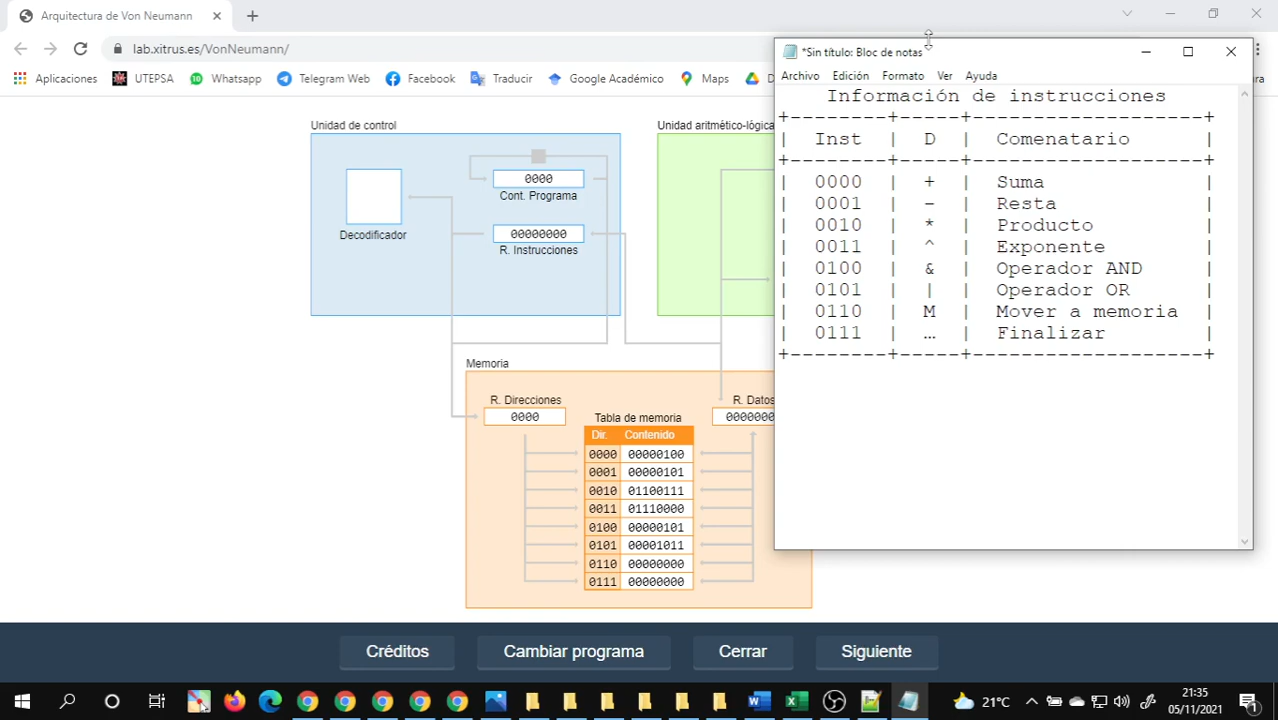 Arquitectura de Von Neumann
lab.xitrus.es/VonNeumann/
Aplicaciones UTEPSA Whatsapp Telegram Web Facebook Traducir Google Académico Maps D
*Sin título: Bloc de notas
Archivo Edición Formato Ver Ayuda
Información de instrucciones
+--------+-----+-------------------+
| Inst | D | Comenatario |
+--------+-----+-------------------+
| 0000 | + | Suma |
| 0001 | - | Resta |
| 0010 | * | Producto |
| 0011 | ^ | Exponente |
| 0100 | & | Operador AND |
| 0101 | | | Operador OR |
| 0110 | M | Mover a memoria |
| 0111 | … | Finalizar |
+--------+-----+-------------------+
Unidad de control
0000
Cont. Programa
Decodificador
00000000
R. Instrucciones
Unidad aritmético-lógica
Memoria
R. Direcciones
0000
Tabla de memoria
Dir. Contenido
0000 00000100
0001 00000101
0010 01100111
0011 01110000
0100 00000101
0101 00001011
0110 00000000
0111 00000000
R. Datos
0000000
Créditos
Cambiar programa
Cerrar
Siguiente
21°C
21:35
05/11/2021
1